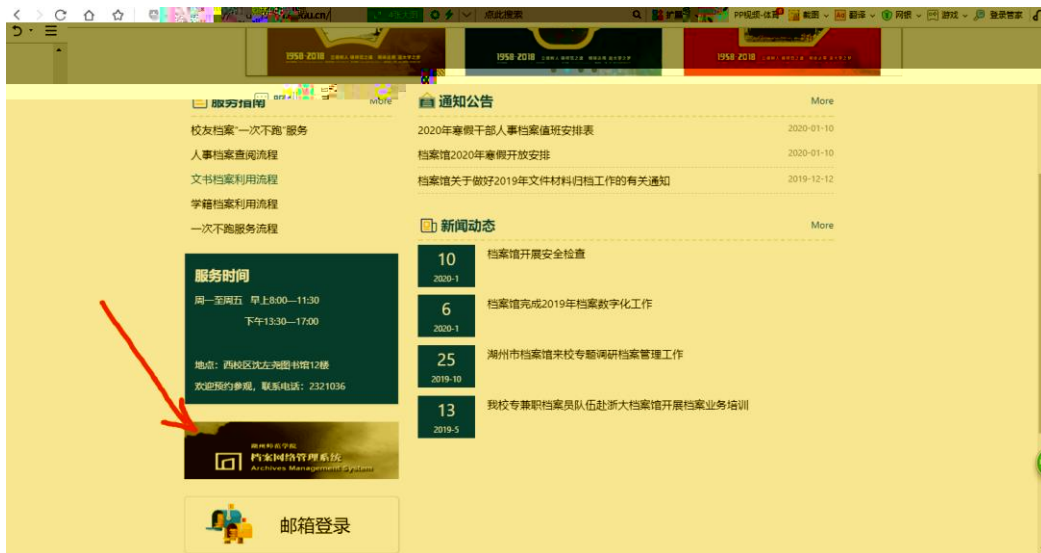 点此搜索
扩展
PP视频-体育
截图
翻译
网银
游戏
登录管家
1958-2018
1958-2018
1958 2018
服务指南
More
校友档案“一次不跑”服务
人事档案查阅流程
文书档案利用流程
学籍档案利用流程
一次不跑服务流程
通知公告 More
2020年寒假干部人事档案值班安排表 2020-01-10
档案馆2020年寒假开放安排 2020-01-10
档案馆关于做好2019年文件材料归档工作的有关通知 2019-12-12
新闻动态 More
10
2020-1
档案馆开展安全检查
6
2020-1
档案馆完成2019年档案数字化工作
25
2019-10
湖州市档案馆来校专题调研档案管理工作
13
2019-5
我校专兼职档案员队伍赴浙大档案馆开展档案业务培训
服务时间
周一至周五 早上8:00—11:30
下午13:30—17:00
地点：西校区沈左尧图书馆12楼
欢迎预约参观，联系电话：2321036
湖州师范学院
档案网络管理系统
Archives Management System
邮箱登录